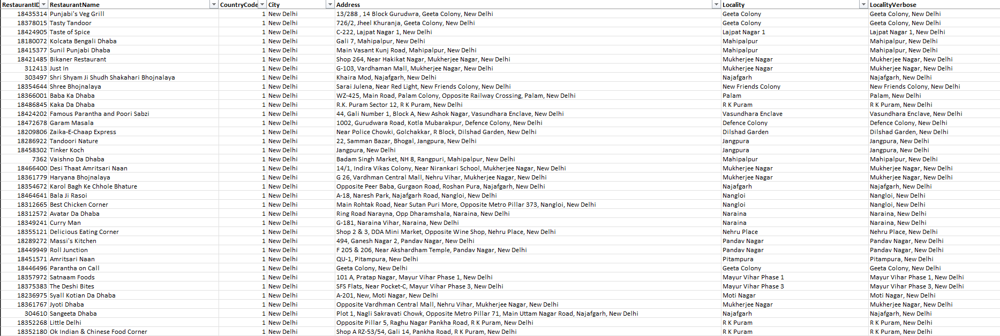 RestaurantID RestaurantName CountryCode City Address Locality LocalityVerbose
18435314 Punjabi's Veg Grill 1 New Delhi 13/288 , 14 Block Gurudwra, Geeta Colony, New Delhi Geeta Colony Geeta Colony, New Delhi
18378015 Tasty Tandoor 1 New Delhi 726/2, Jheel Khuranja, Geeta Colony, New Delhi Geeta Colony Geeta Colony, New Delhi
18424905 Taste of Spice 1 New Delhi C-222, Lajpat Nagar 1, New Delhi Lajpat Nagar 1 Lajpat Nagar 1, New Delhi
18180072 Kolcata Bengali Dhaba 1 New Delhi Gali 7, Mahipalpur, New Delhi Mahipalpur Mahipalpur, New Delhi
18415377 Sunil Punjabi Dhaba 1 New Delhi Main Vasant Kunj Road, Mahipalpur, New Delhi Mahipalpur Mahipalpur, New Delhi
18421485 Bikaner Restaurant 1 New Delhi Shop 264, Near Hakikat Nagar, Mukherjee Nagar, New Delhi Mukherjee Nagar Mukherjee Nagar, New Delhi
312413 Just In 1 New Delhi G-103, Vardhaman Mall, Mukherjee Nagar, New Delhi Mukherjee Nagar Mukherjee Nagar, New Delhi
303497 Shri Shyam Ji Shudh Shakahari Bhojnalaya 1 New Delhi Khaira Mod, Najafgarh, New Delhi Najafgarh Najafgarh, New Delhi
18354644 Shree Bhojnalaya 1 New Delhi Sarai Julena, Near Red Light, New Friends Colony, New Delhi New Friends Colony New Friends Colony, New Delhi
18366001 Baba Ka Dhaba 1 New Delhi WZ-425, Main Road, Palam Colony, Opposite Railway Crossing, Palam, New Delhi Palam Palam, New Delhi
18486845 Kaka Da Dhaba 1 New Delhi R.K. Puram Sector 12, R K Puram, New Delhi R K Puram R K Puram, New Delhi
18424202 Famous Parantha and Poori Sabzi 1 New Delhi 44, Gali Number 1, Block A, New Ashok Nagar, Vasundhara Enclave, New Delhi Vasundhara Enclave Vasundhara Enclave, New Delhi
18472678 Garam Masala 1 New Delhi 1002, Gurudwara Road, Kotla Mubarakpur, Defence Colony, New Delhi Defence Colony Defence Colony, New Delhi
18209806 Zaika-E-Chaap Express 1 New Delhi Near Police Chowki, Golchakkar, R Block, Dilshad Garden, New Delhi Dilshad Garden Dilshad Garden, New Delhi
18286922 Tandoori Nature 1 New Delhi 22, Samman Bazar, Bhogal, Jangpura, New Delhi Jangpura Jangpura, New Delhi
18458302 Tinker Koch 1 New Delhi Jangpura, New Delhi Jangpura Jangpura, New Delhi
7362 Vaishno Da Dhaba 1 New Delhi Badam Singh Market, NH 8, Rangpuri, Mahipalpur, New Delhi Mahipalpur Mahipalpur, New Delhi
18466400 Desi Thaat Amritsari Naan 1 New Delhi 14/1, Indira Vikas Colony, Near Nirankari School, Mukherjee Nagar, New Delhi Mukherjee Nagar Mukherjee Nagar, New Delhi
18361779 Haryana Bhojnalaya 1 New Delhi G 26, Vardhman Central Mall, Nehru Vihar, Mukherjee Nagar, New Delhi Mukherjee Nagar Mukherjee Nagar, New Delhi
18354672 Karol Bagh Ke Chhole Bhature 1 New Delhi Opposite Peer Baba, Gurgaon Road, Roshan Pura, Najafgarh, New Delhi Najafgarh Najafgarh, New Delhi
18464641 Bala Ji Rasoi 1 New Delhi A-18, Naresh Park, Najafgarh Road, Nangloi, New Delhi Nangloi Nangloi, New Delhi
18312665 Best Chicken Corner 1 New Delhi Main Rohtak Road, Near Sutan Puri More, Opposite Metro Pillar 373, Nangloi, New Delhi Nangloi Nangloi, New Delhi
18312572 Avatar Da Dhaba 1 New Delhi Ring Road Narayna, Opp Dharamshala, Naraina, New Delhi Naraina Naraina, New Delhi
18349241 Curry Man 1 New Delhi G-181, Naraina Vihar, Naraina, New Delhi Naraina Naraina, New Delhi
18355121 Delicious Eating Corner 1 New Delhi Shop 2 & 3, DDA Mini Market, Opposite Wine Shop, Nehru Place, New Delhi Nehru Place Nehru Place, New Delhi
18289272 Massi's Kitchen 1 New Delhi 494, Ganesh Nagar 2, Pandav Nagar, New Delhi Pandav Nagar Pandav Nagar, New Delhi
18449949 Roll Junction 1 New Delhi F 205 & 206, Near Akshardham Temple, Pandav Nagar, New Delhi Pandav Nagar Pandav Nagar, New Delhi
18451571 Amritsari Naan 1 New Delhi QU-1, Pitampura, New Delhi Pitampura Pitampura, New Delhi
18446496 Parantha on Call 1 New Delhi Geeta Colony, New Delhi Geeta Colony Geeta Colony, New Delhi
18357972 Satnaam Foods 1 New Delhi 101 A, Pratap Nagar, Mayur Vihar Phase 1, New Delhi Mayur Vihar Phase 1 Mayur Vihar Phase 1, New Delhi
18375383 The Deshi Bites 1 New Delhi SFS Flats, Near Pocket-C, Mayur Vihar Phase 3, New Delhi Mayur Vihar Phase 3 Mayur Vihar Phase 3, New Delhi
18236975 Syall Kotian Da Dhaba 1 New Delhi A-201, New, Moti Nagar, New Delhi Moti Nagar Moti Nagar, New Delhi
18361767 Jyoti Dhaba 1 New Delhi Opposite Vardhman Central Mall, Nehru Vihar, Mukherjee Nagar, New Delhi Mukherjee Nagar Mukherjee Nagar, New Delhi
304610 Sangeeta Dhaba 1 New Delhi Plot 1, Nagli Sakravati Chowk, Opposite Metro Pillar 71, Main Uttam Nagar Road, Najafgarh, New Delhi Najafgarh Najafgarh, New Delhi
18352268 Little Delhi 1 New Delhi Opposite Pillar 5, Raghu Nagar Pankha Road, R K Puram, New Delhi R K Puram R K Puram, New Delhi
18352180 Ok Indian & Chinese Food Corner 1 New Delhi Shop A RZ-53/54, Gali 14, Pankha Road, R K Puram, New Delhi R K Puram R K Puram, New Delhi